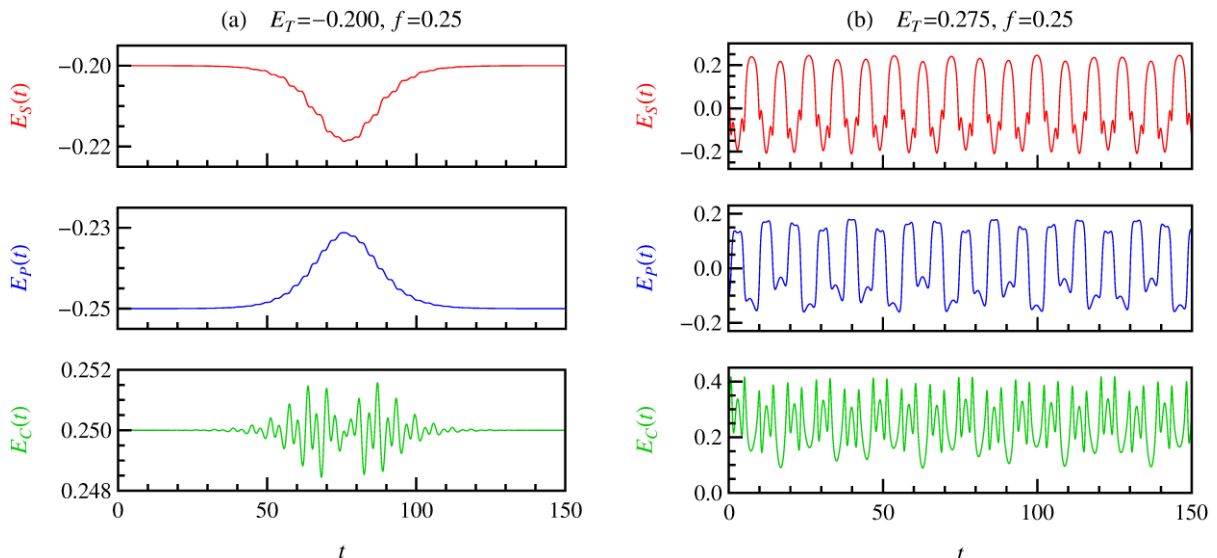 (a) E_T=−0.200, f=0.25
E_S(t)
−0.20
−0.22
E_P(t)
−0.23
−0.25
E_C(t)
0.252
0.250
0.248
0 50 100 150
t
(b) E_T=0.275, f=0.25
E_S(t)
0.2
0.0
−0.2
E_P(t)
0.2
0.0
−0.2
E_C(t)
0.4
0.2
0.0
0 50 100 150
t